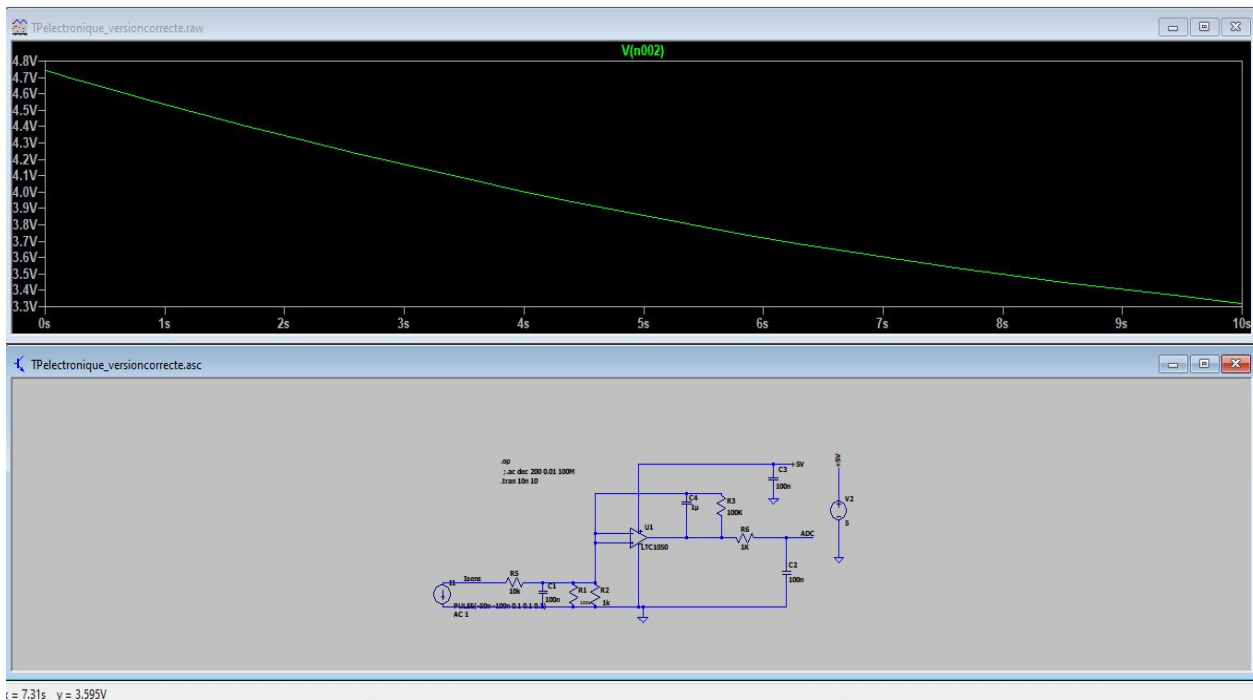 TPelectronique_versioncorrecte.raw
V(n002)
4.8V
4.7V
4.6V
4.5V
4.4V
4.3V
4.2V
4.1V
4.0V
3.9V
3.8V
3.7V
3.6V
3.5V
3.4V
3.3V
0s 1s 2s 3s 4s 5s 6s 7s 8s 9s 10s
TPelectronique_versioncorrecte.asc
.op
;.ac dec 200 0.01 100M
.tran 10n 10
+5V
C3
100n
+5V
V2
5
C4
1µ
R3
100K
U1
LTC1050
R6
1K
ADC
C2
100n
I1
Isens
R5
10k
C1
100n
R1
R2
1k
PULSE(-50n -100n 0.1 0.1 0.1
AC 1
x = 7.31s y = 3.595V